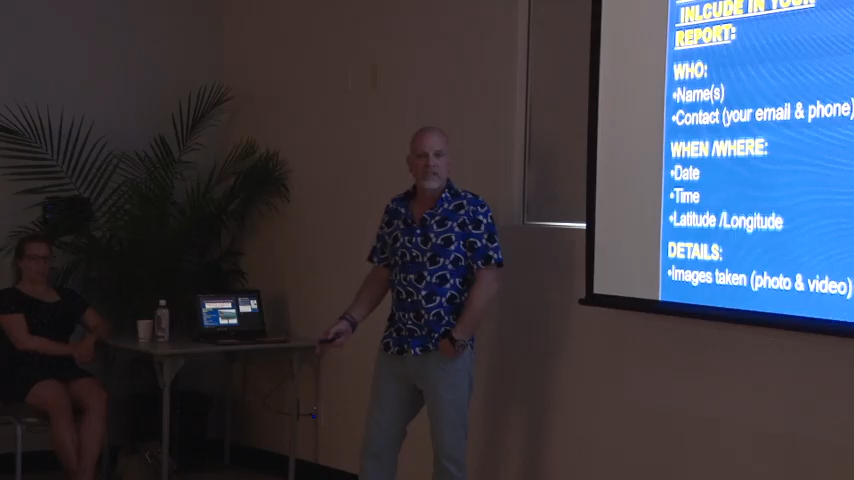 INLCUDE IN YOUR
REPORT:
WHO:
•Name(s)
•Contact (your email & phone)
WHEN /WHERE:
•Date
•Time
•Latitude /Longitude
DETAILS:
•Images taken (photo & video)